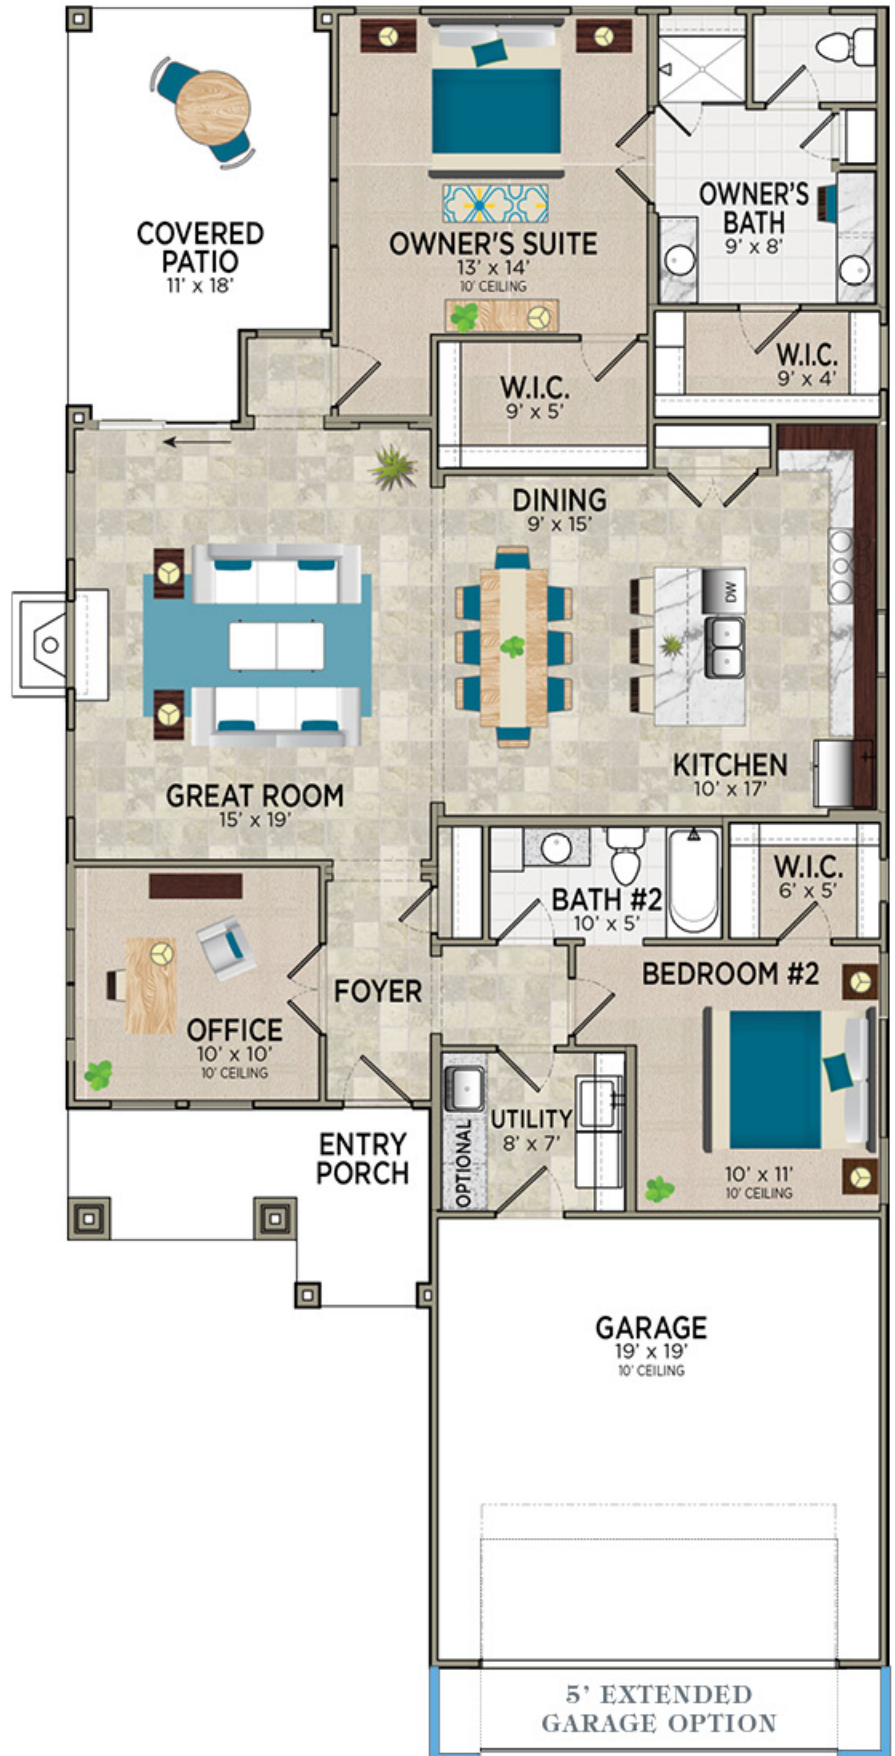 COVERED
PATIO
11' x 18'
OWNER'S SUITE
13' x 14'
10' CEILING
OWNER'S
BATH
9' x 8'
W.I.C.
9' x 5'
W.I.C.
9' x 4'
DINING
9' x 15'
DW
KITCHEN
10' x 17'
GREAT ROOM
15' x 19'
BATH #2
10' x 5'
W.I.C.
6' x 5'
BEDROOM #2
10' x 11'
10' CEILING
FOYER
OFFICE
10' x 10'
10' CEILING
UTILITY
8' x 7'
OPTIONAL
ENTRY
PORCH
GARAGE
19' x 19'
10' CEILING
5' EXTENDED
GARAGE OPTION